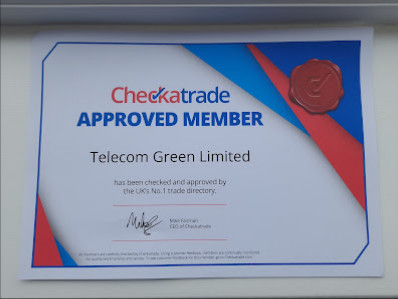 Checkatrade
APPROVED MEMBER
Telecom Green Limited
has been checked and approved by
the UK's No.1 trade directory.
CEO of Checkatrade